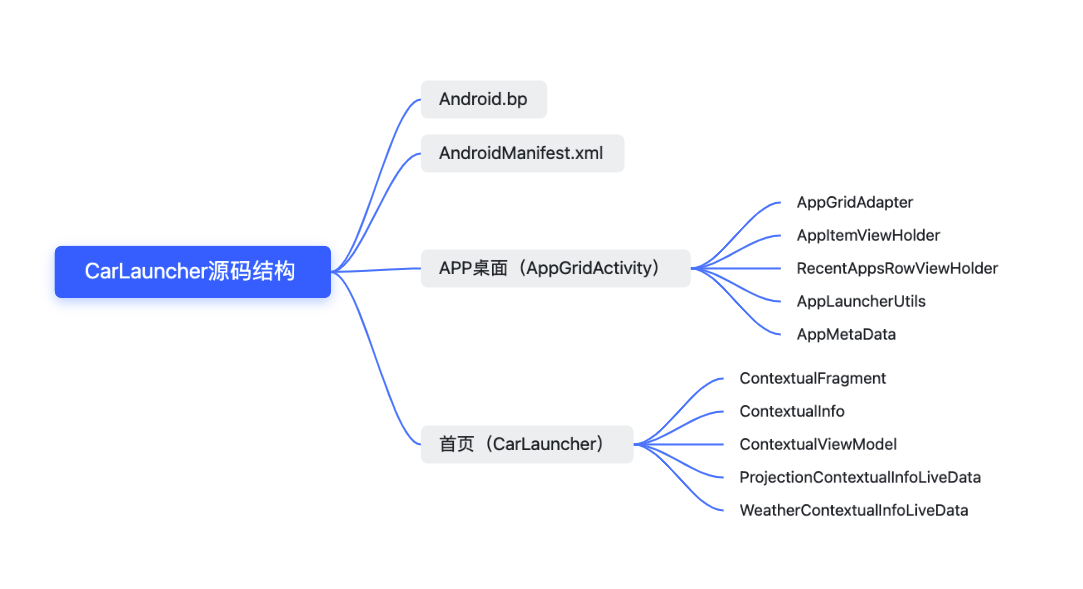 CarLauncher源码结构
Android.bp
AndroidManifest.xml
APP桌面（AppGridActivity）
AppGridAdapter
AppItemViewHolder
RecentAppsRowViewHolder
AppLauncherUtils
AppMetaData
首页（CarLauncher）
ContextualFragment
ContextualInfo
ContextualViewModel
ProjectionContextualInfoLiveData
WeatherContextualInfoLiveData